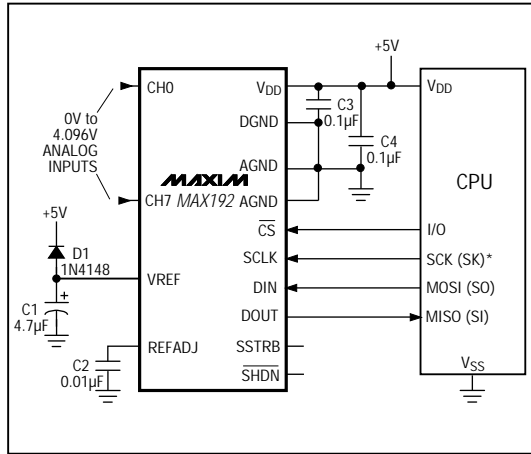 +5V
CH0
VDD
VDD
C3
0.1µF
DGND
0V to
4.096V
ANALOG
INPUTS
C4
0.1µF
AGND
MAXIM
CPU
CH7
MAX192
AGND
CS
I/O
+5V
SCLK
SCK (SK)*
D1
1N4148
VREF
DIN
MOSI (SO)
C1
+
4.7µF
DOUT
MISO (SI)
REFADJ
SSTRB
C2
0.01µF
SHDN
VSS